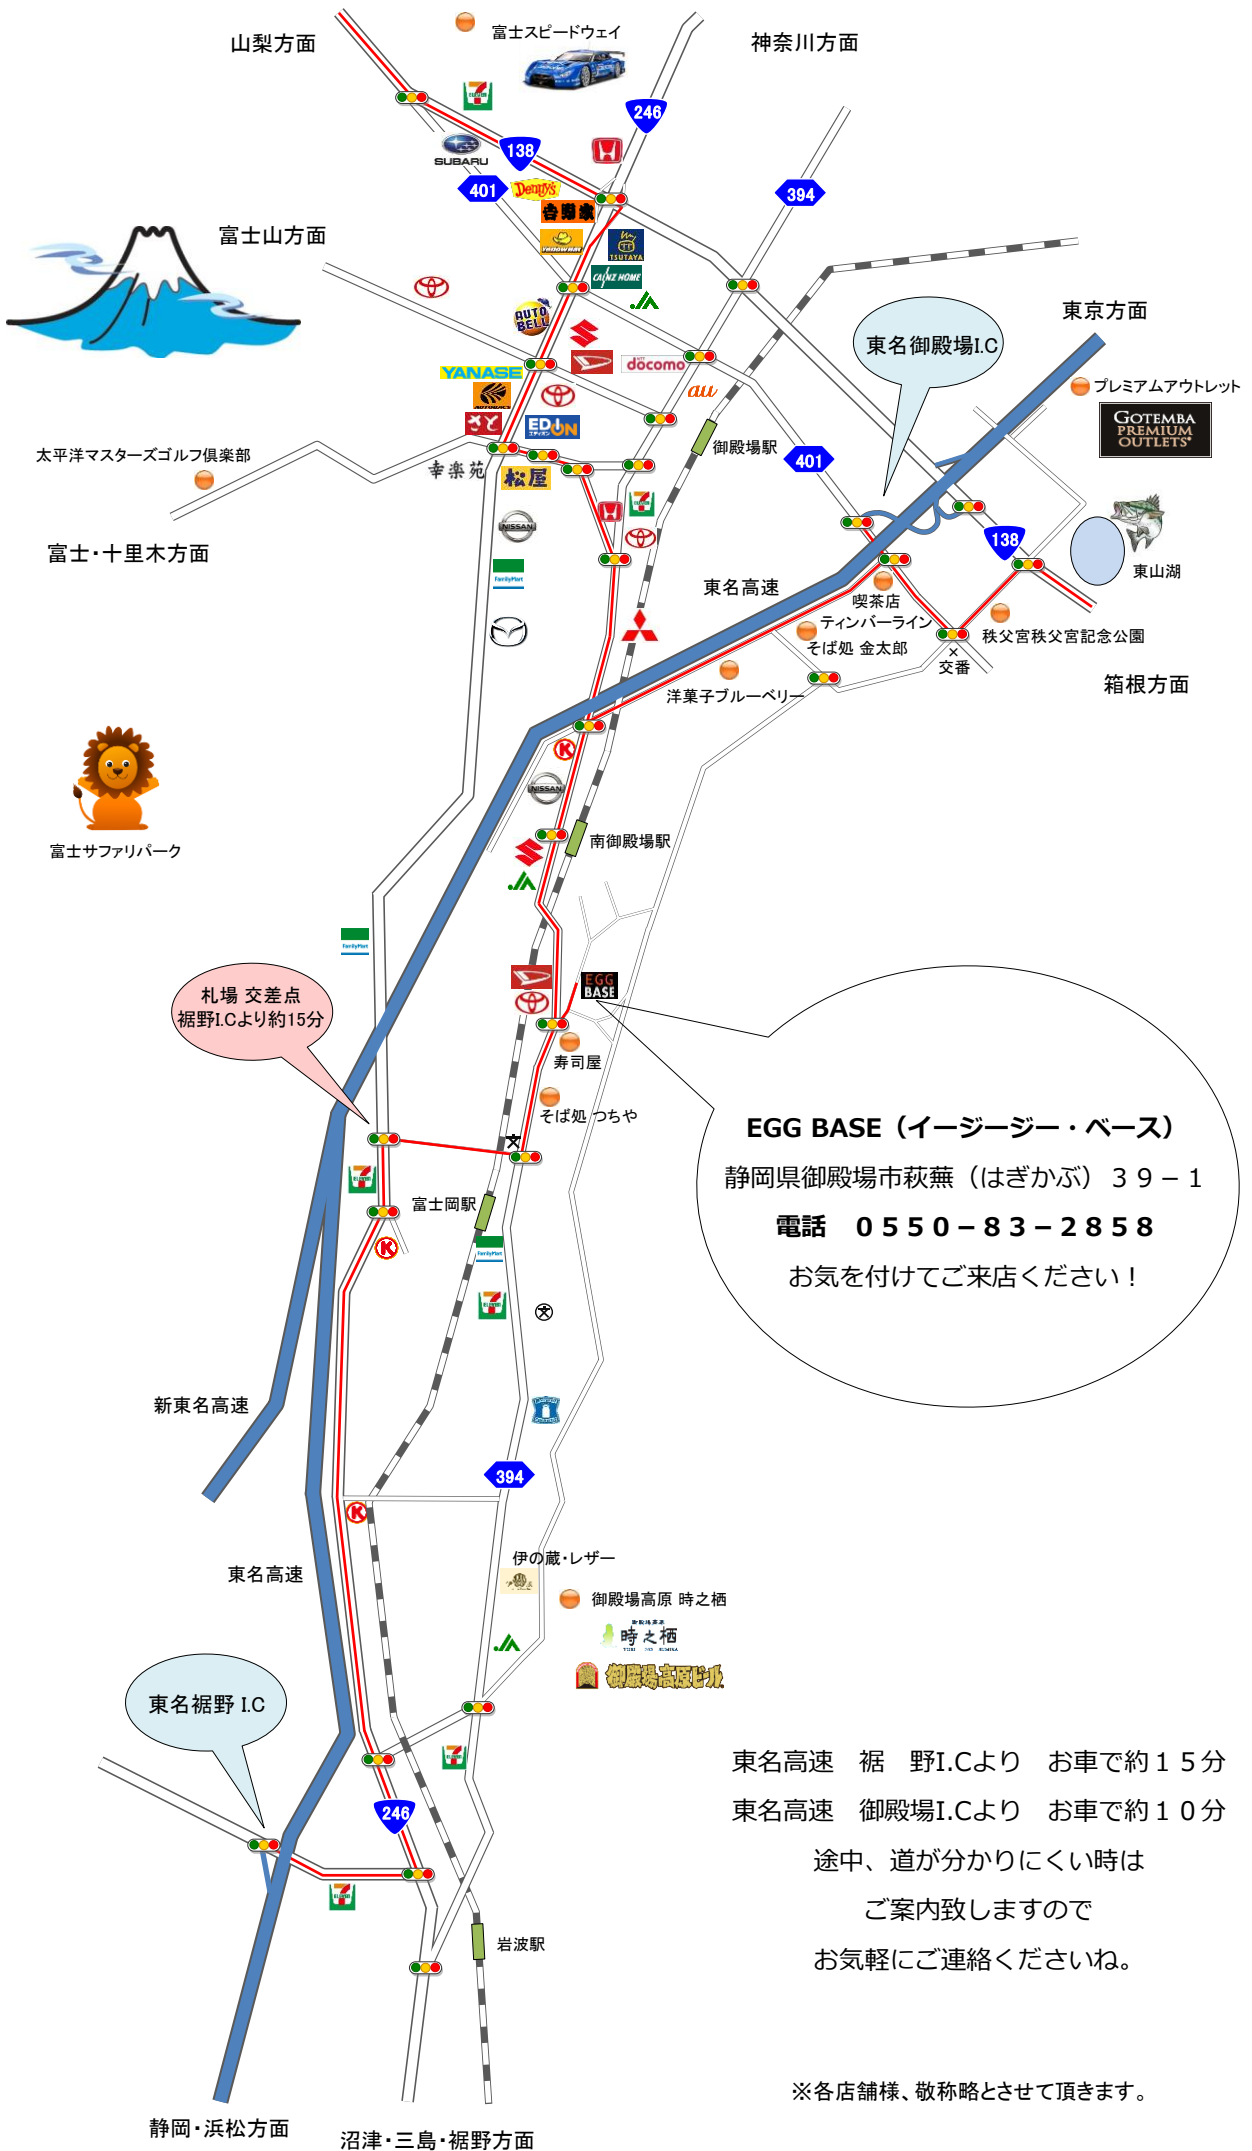 山梨方面
富士スピードウェイ
神奈川方面
246
138
SUBARU
401
Denny's
吉野家
394
富士山方面
TSUTAYA
CAINZ HOME
AUTO
BELL
東京方面
東名御殿場I.C
YANASE
docomo
au
プレミアムアウトレット
GOTEMBA
PREMIUM
OUTLETS
AUTOBACS
さと
EDION
エディオン
太平洋マスターズゴルフ倶楽部
幸楽苑
松屋
御殿場駅
401
NISSAN
138
富士・十里木方面
FamilyMart
東名高速
喫茶店
ティンバーライン
東山湖
そば処 金太郎
秩父宮秩父宮記念公園
×
交番
洋菓子ブルーベリー
箱根方面
K
NISSAN
富士サファリパーク
南御殿場駅
FamilyMart
札場 交差点
裾野I.Cより約15分
EGG
BASE
寿司屋
そば処 つちや
EGG BASE（イージージー・ベース）
静岡県御殿場市萩蕪（はぎかぶ）３９－１
電話　０５５０－８３－２８５８
お気を付けてご来店ください！
富士岡駅
K
FamilyMart
新東名高速
394
K
東名高速
伊の蔵・レザー
御殿場高原 時之栖
時之栖
御殿場高原ビール
東名裾野 I.C
246
東名高速　裾　野I.Cより　お車で約１５分
東名高速　御殿場I.Cより　お車で約１０分
途中、道が分かりにくい時は
ご案内致しますので
お気軽にご連絡くださいね。
岩波駅
※各店舗様、敬称略とさせて頂きます。
静岡・浜松方面
沼津・三島・裾野方面